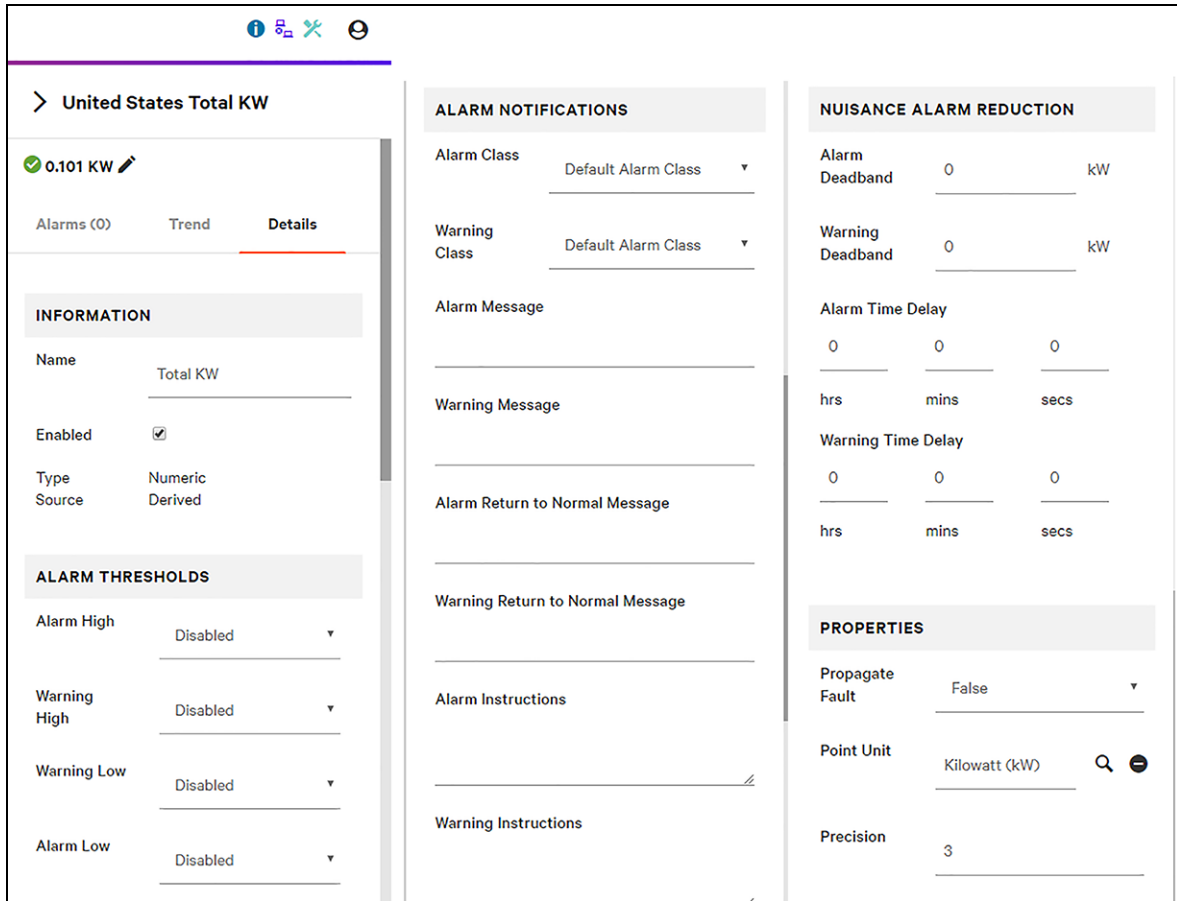 United States Total KW
0.101 KW
Alarms (0) Trend Details
INFORMATION
Name
Total KW
Enabled
Type Numeric
Source Derived
ALARM THRESHOLDS
Alarm High
Disabled
Warning
High
Disabled
Warning Low
Disabled
Alarm Low
Disabled
ALARM NOTIFICATIONS
Alarm Class
Default Alarm Class
Warning
Class
Default Alarm Class
Alarm Message
Warning Message
Alarm Return to Normal Message
Warning Return to Normal Message
Alarm Instructions
Warning Instructions
NUISANCE ALARM REDUCTION
Alarm
Deadband
0 kW
Warning
Deadband
0 kW
Alarm Time Delay
0 0 0
hrs mins secs
Warning Time Delay
0 0 0
hrs mins secs
PROPERTIES
Propagate
Fault
False
Point Unit
Kilowatt (kW)
Precision
3